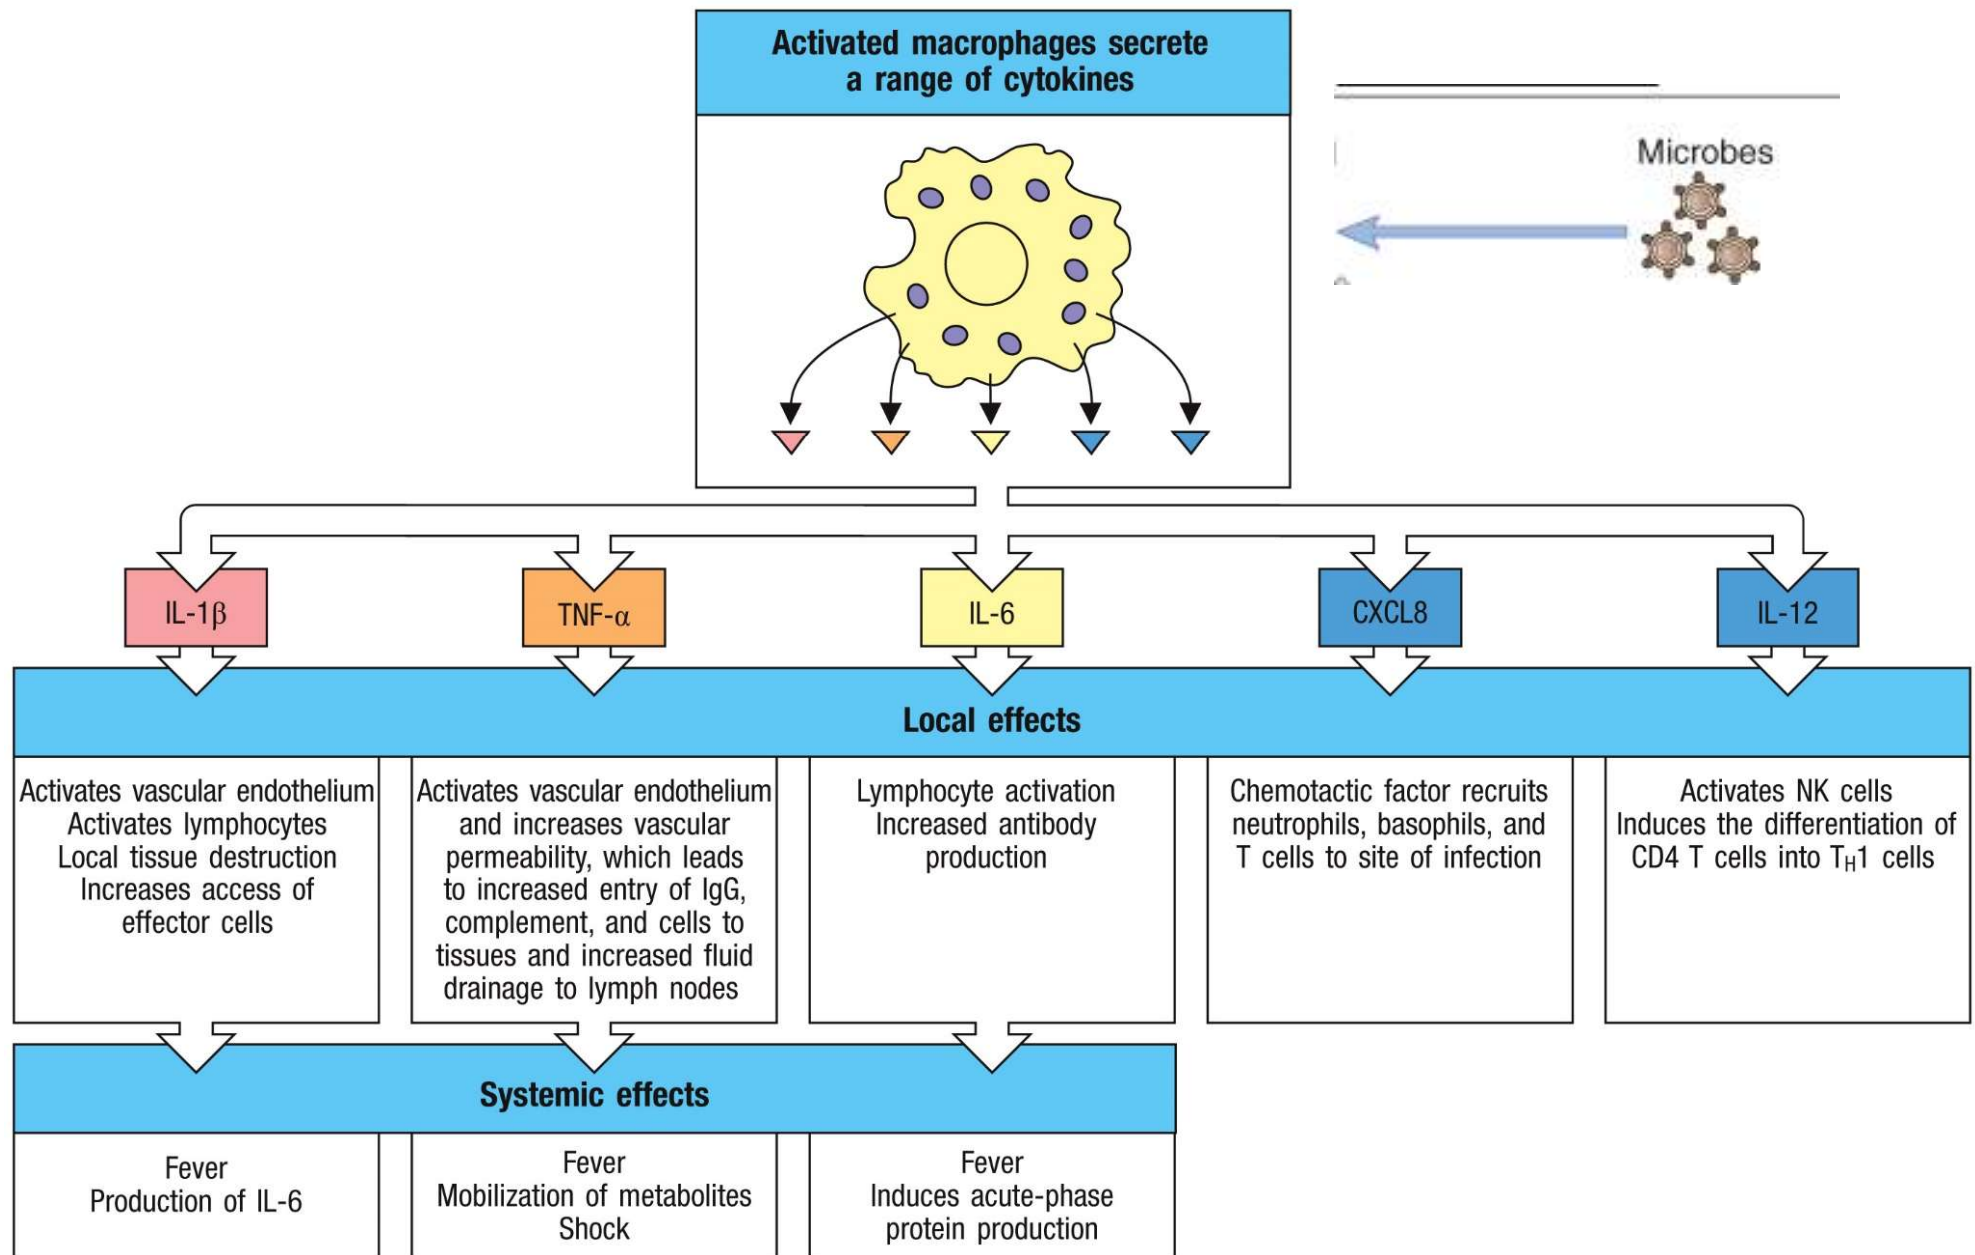 Activated macrophages secrete
a range of cytokines
Microbes
IL-1β
TNF-α
IL-6
CXCL8
IL-12
Local effects
Activates vascular endothelium
Activates lymphocytes
Local tissue destruction
Increases access of
effector cells
Activates vascular endothelium
and increases vascular
permeability, which leads
to increased entry of IgG,
complement, and cells to
tissues and increased fluid
drainage to lymph nodes
Lymphocyte activation
Increased antibody
production
Chemotactic factor recruits
neutrophils, basophils, and
T cells to site of infection
Activates NK cells
Induces the differentiation of
CD4 T cells into TH1 cells
Systemic effects
Fever
Production of IL-6
Fever
Mobilization of metabolites
Shock
Fever
Induces acute-phase
protein production